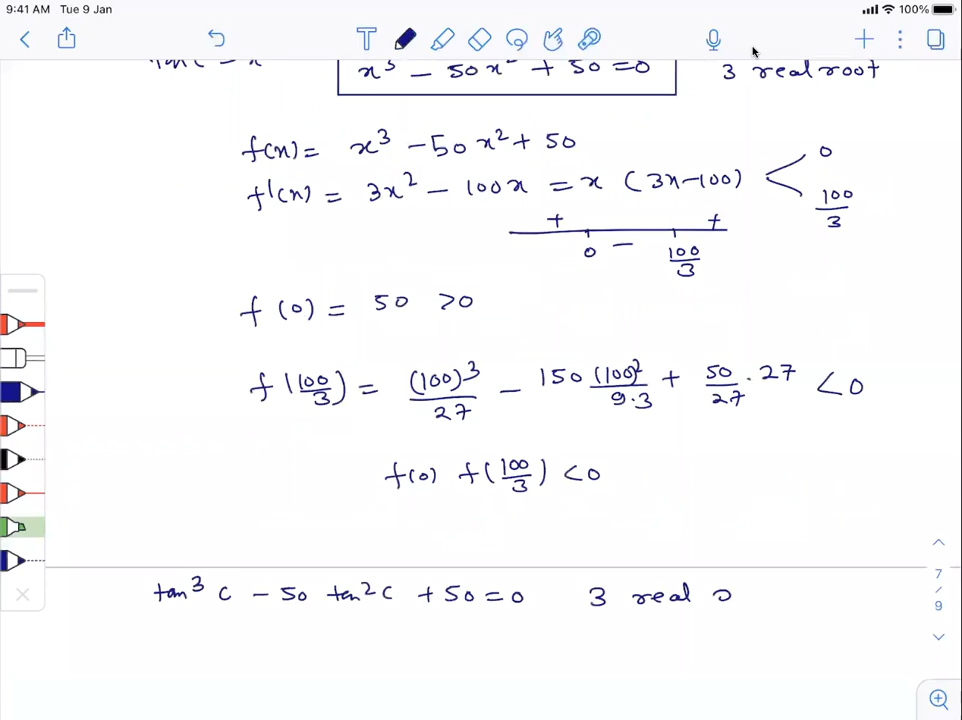 9:41 AM Tue 9 Jan 100%
x³ - 50x² + 50 = 0 3 real root
f(x) = x³ - 50x² + 50
f'(x) = 3x² - 100x = x (3x-100) < 0, 100/3
+ - +
0 100/3
f(0) = 50 >0
f(100/3) = (100)³/27 - 150 (100)²/9·3 + 50/27 · 27 < 0
f(0) f(100/3) < 0
tan³ C - 50 tan² C + 50 = 0 3 real
7
/
9